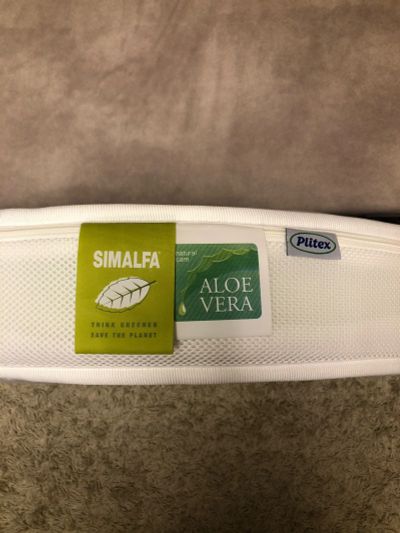 SIMALFA
THINK GREENER
SAVE THE PLANET
natural
care
ALOE
VERA
Plitex